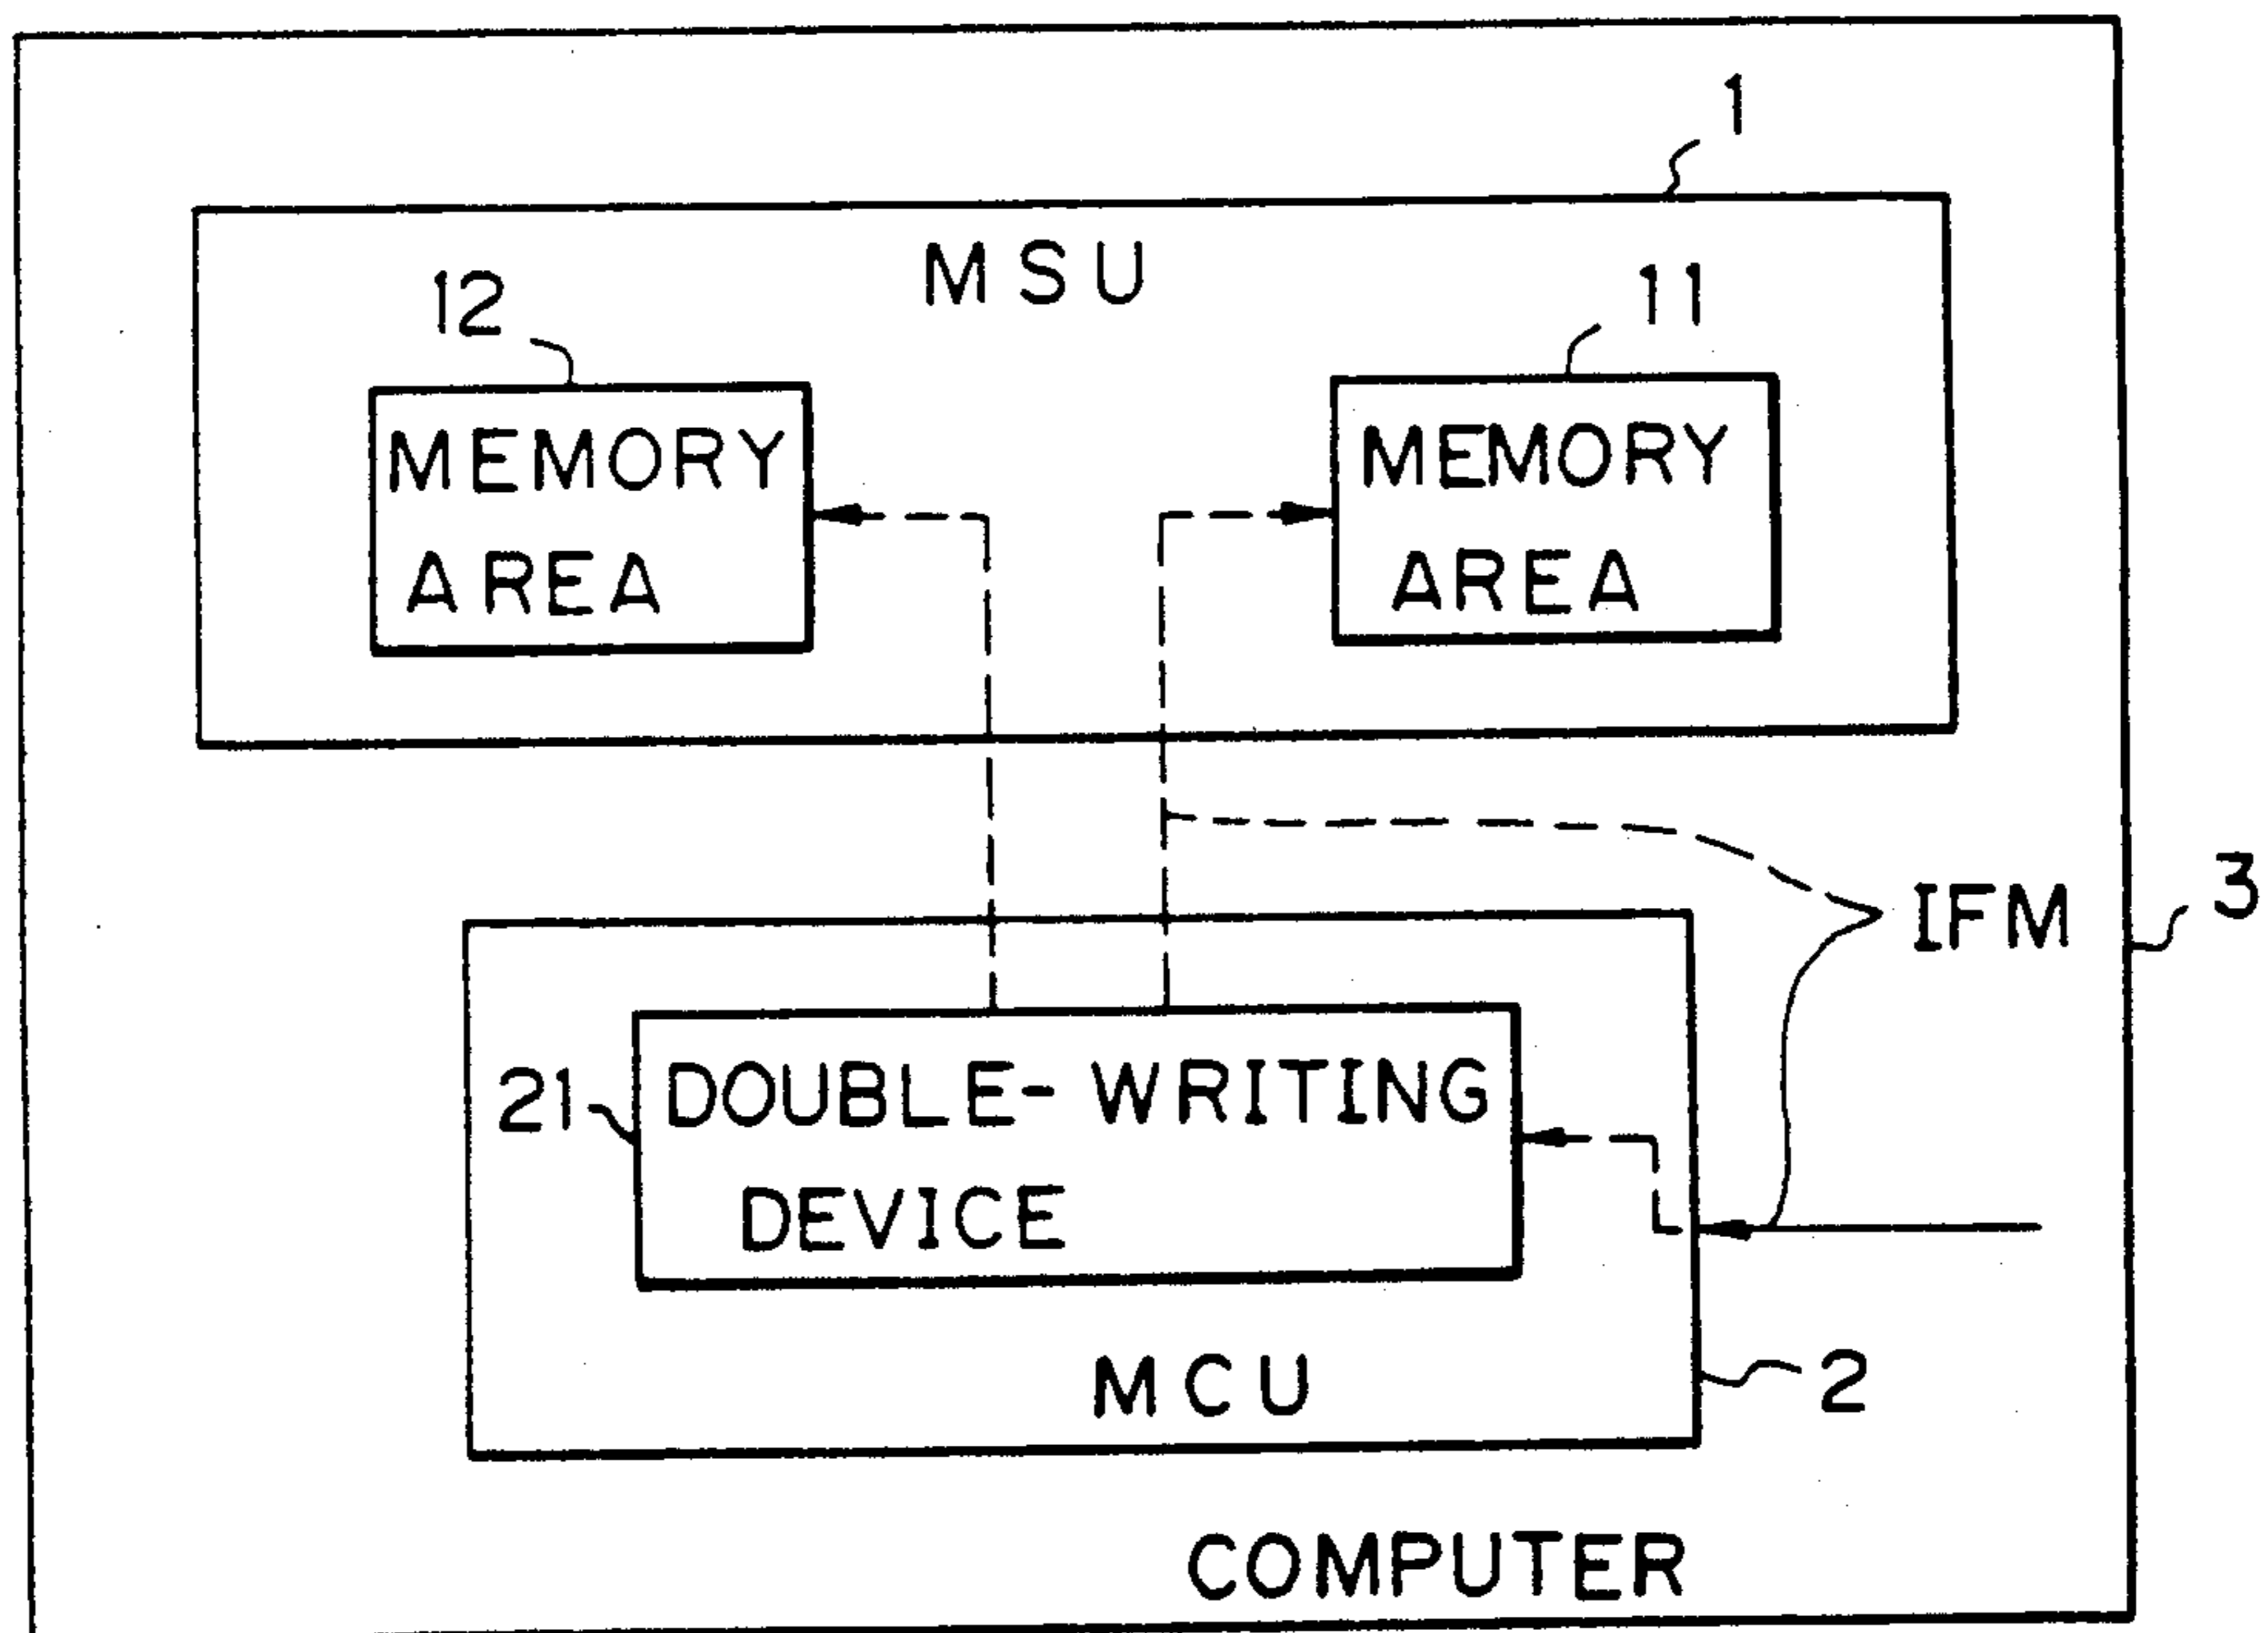 1
MSU
12
11
MEMORY
AREA
MEMORY
AREA
IFM
3
21
DOUBLE-WRITING
DEVICE
MCU
2
COMPUTER